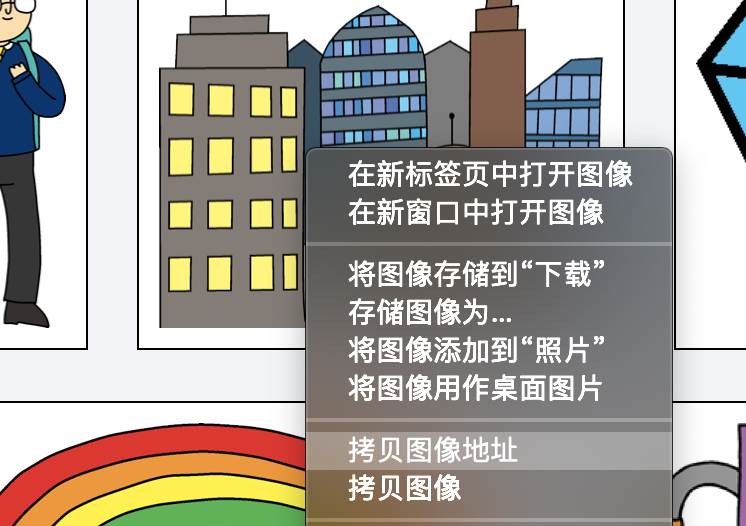 在新标签页中打开图像
在新窗口中打开图像
将图像存储到“下载”
存储图像为...
将图像添加到“照片”
将图像用作桌面图片
拷贝图像地址
拷贝图像